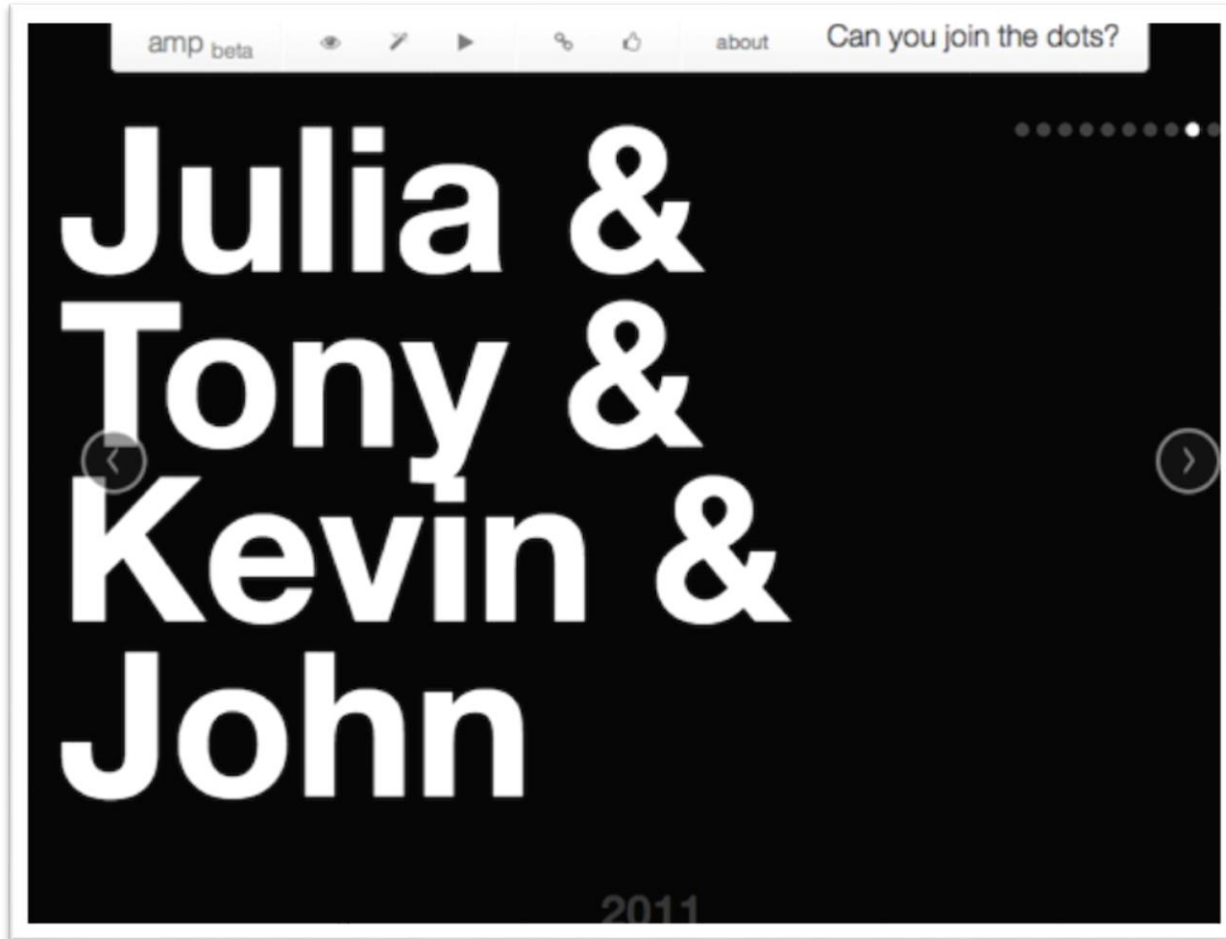 amp beta about Can you join the dots?
Julia &
Tony &
Kevin &
John
2011